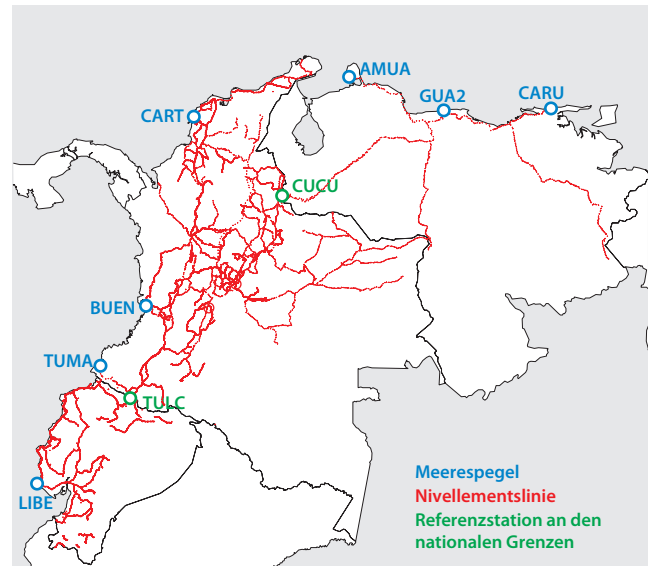 AMUA
GUA2
CARU
CART
CUCU
BUEN
TUMA
TULC
LIBE
Meerespegel
Nivellementslinie
Referenzstation an den
nationalen Grenzen